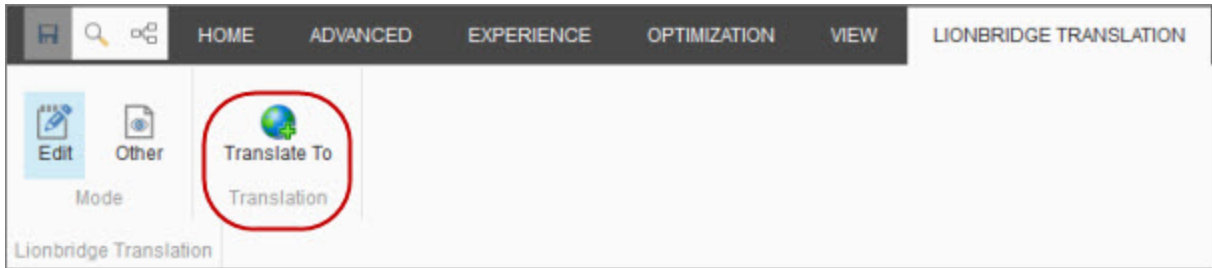 HOME ADVANCED EXPERIENCE OPTIMIZATION VIEW LIONBRIDGE TRANSLATION
Edit Other Translate To
Mode Translation
Lionbridge Translation